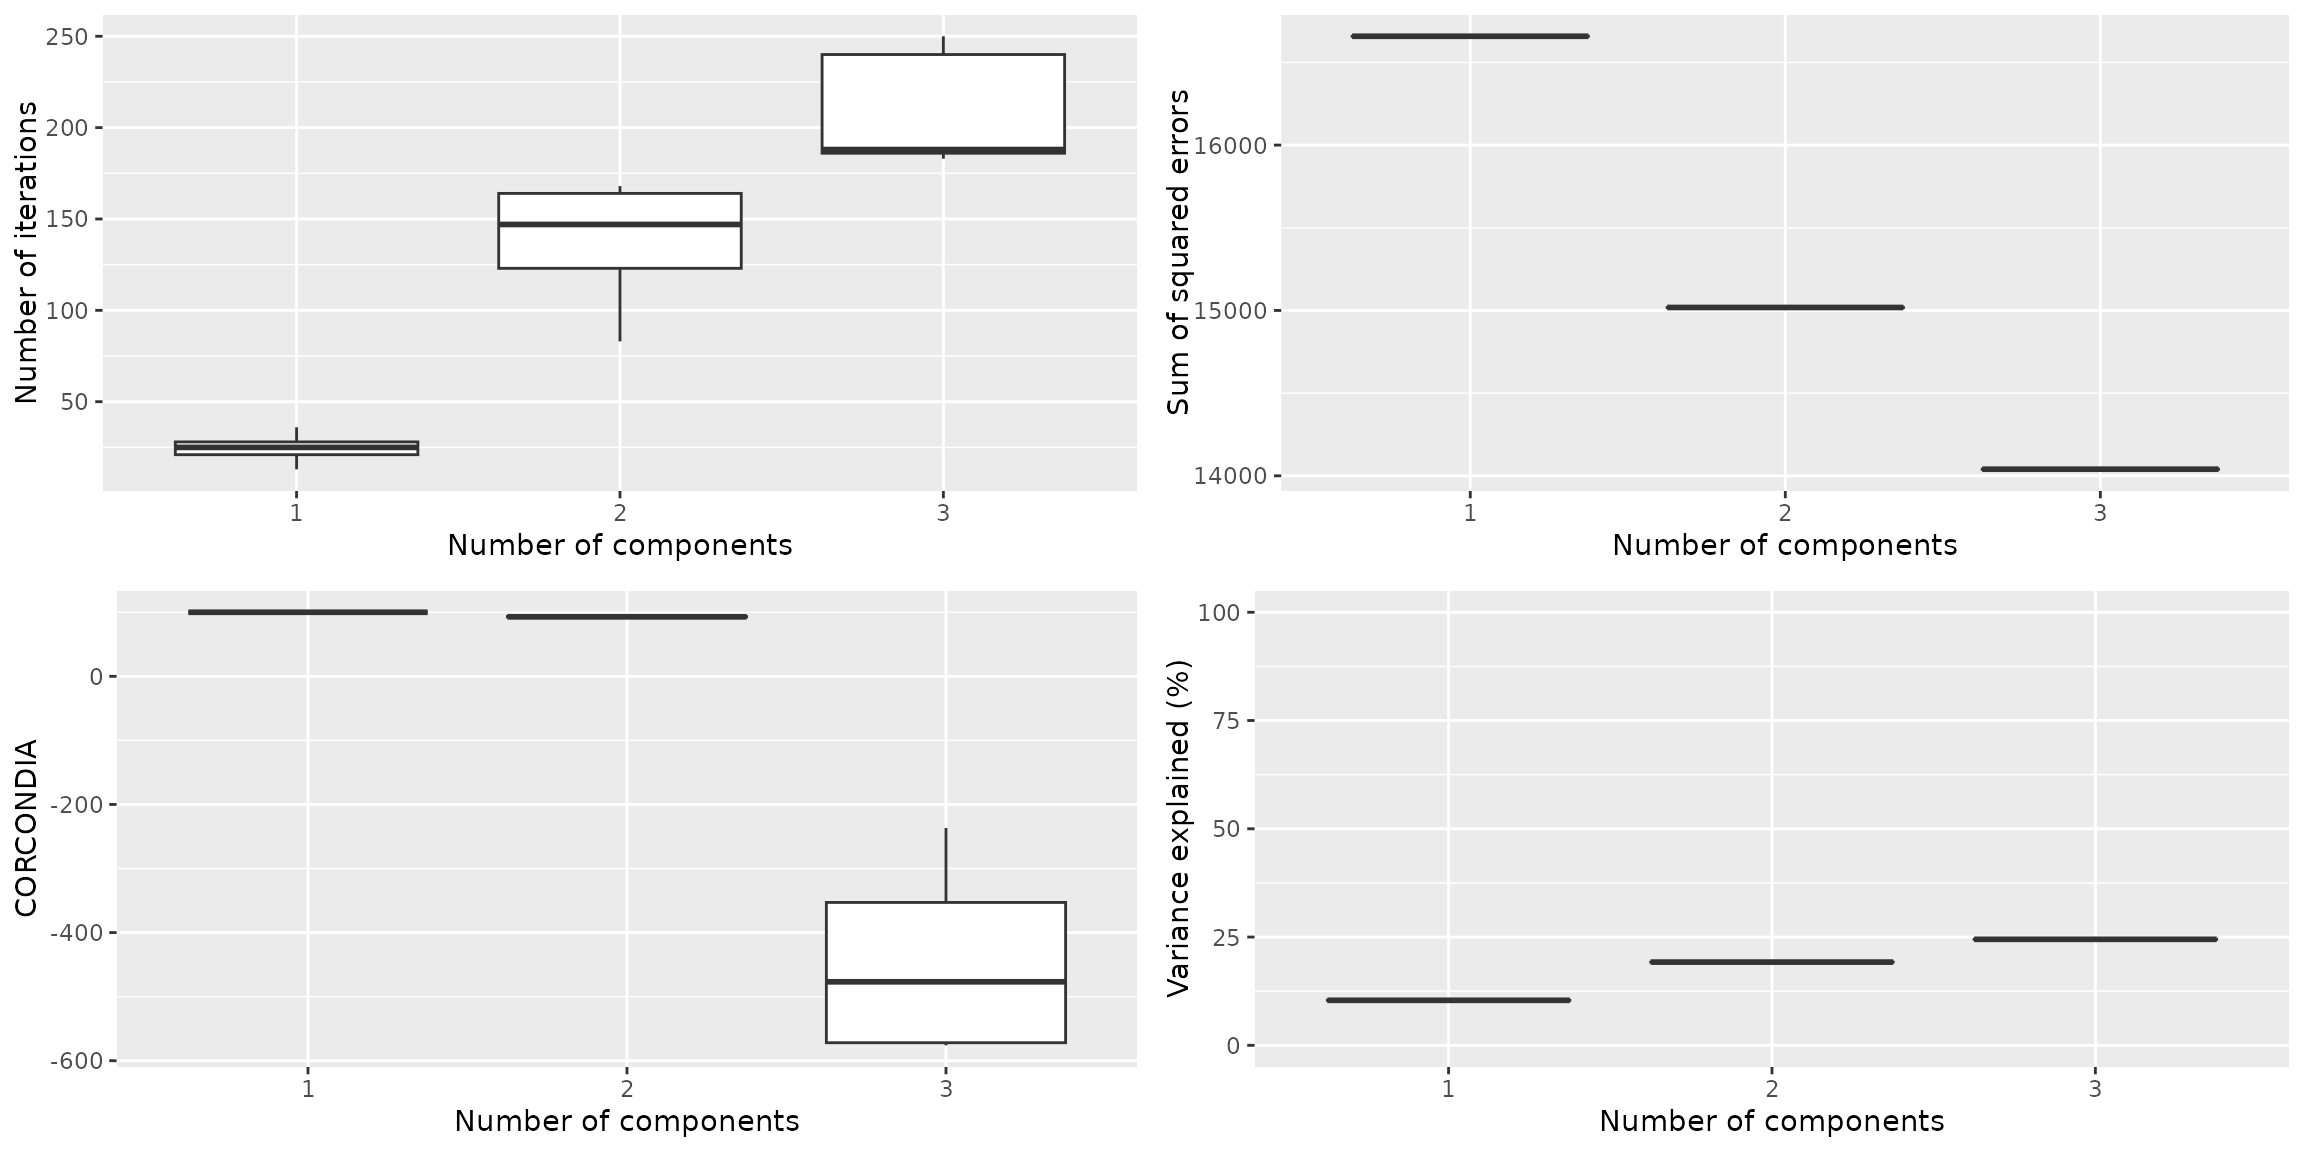 Number of iterations
250
200
150
100
50
1 2 3
Number of components
Sum of squared errors
16000
15000
14000
1 2 3
Number of components
CORCONDIA
0
-200
-400
-600
1 2 3
Number of components
Variance explained (%)
100
75
50
25
0
1 2 3
Number of components